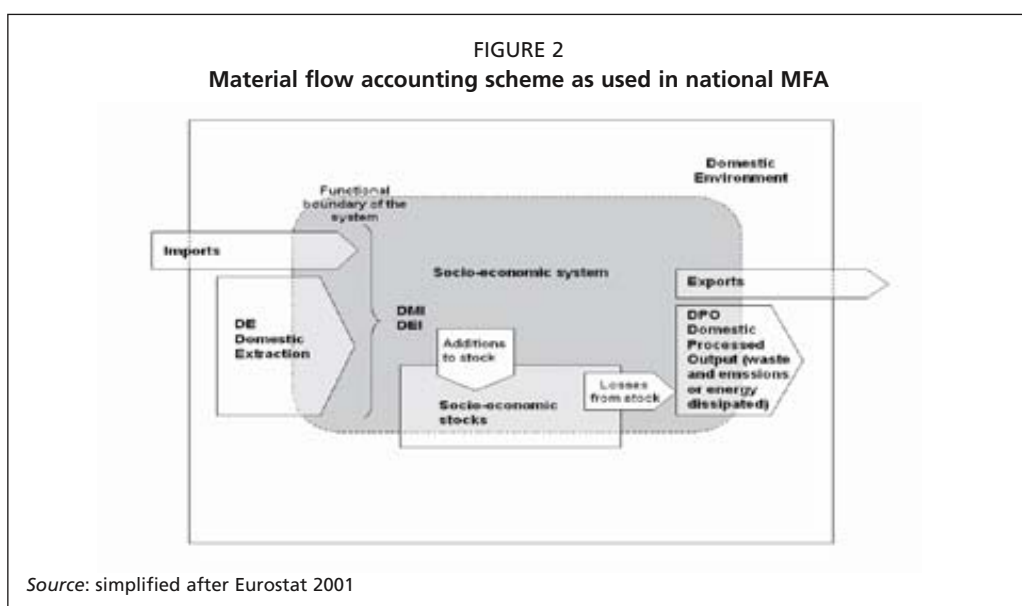 FIGURE 2
Material flow accounting scheme as used in national MFA
Domestic
Environment
Functional
boundary of the
system
Imports
Socio-economic system
Exports
DE
Domestic
Extraction
DMI
DEI
DPO
Domestic
Processed
Output (waste
and emissions
or energy
dissipated)
Additions
to stock
Losses
from stock
Socio-economic
stocks
Source: simplified after Eurostat 2001